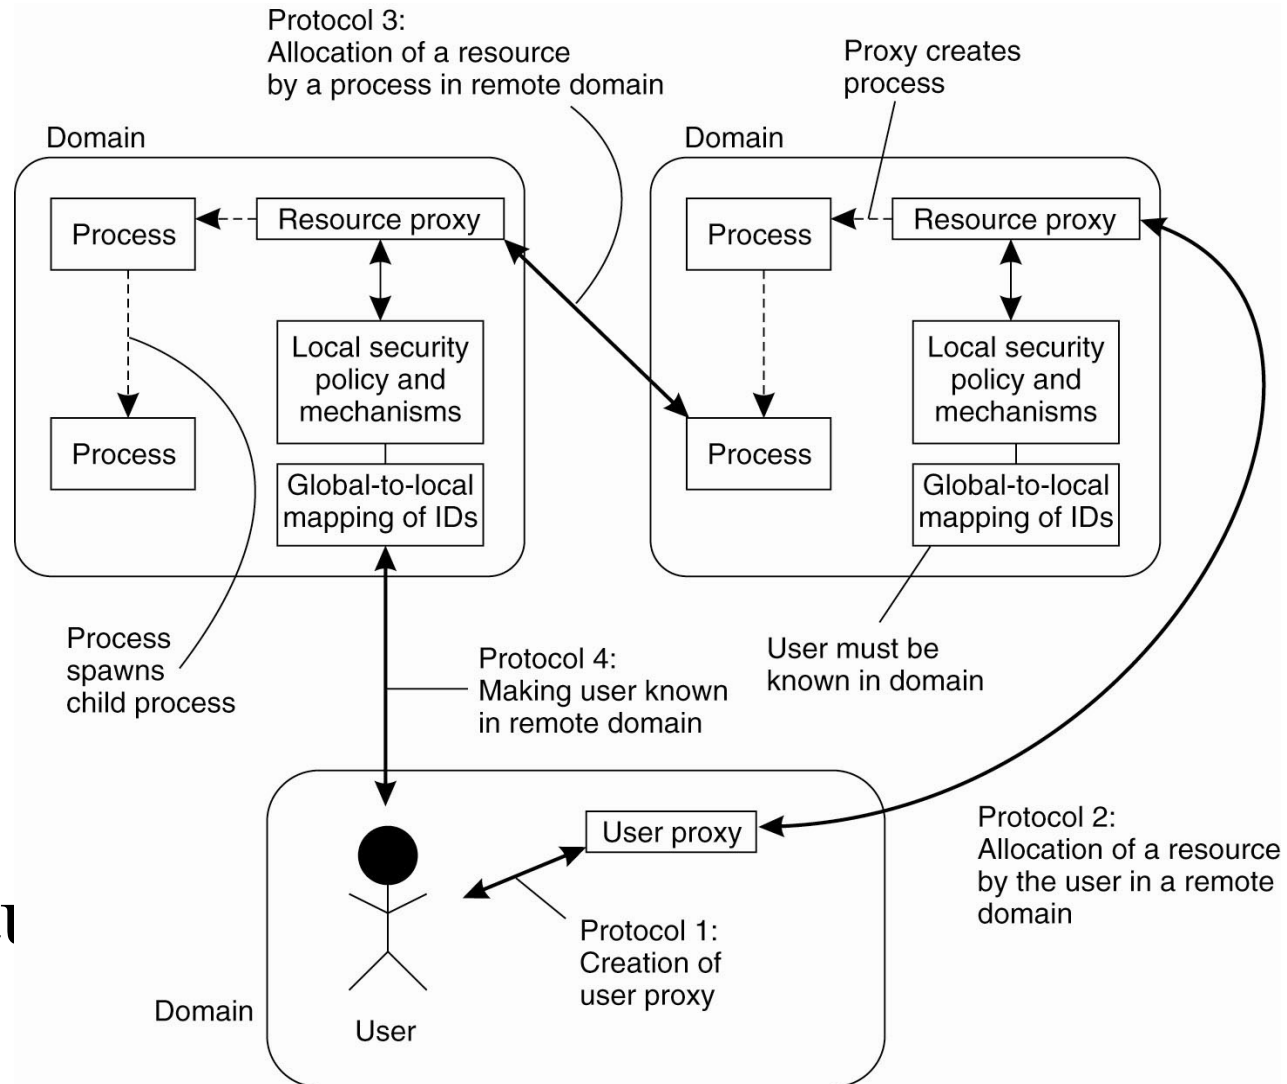 Protocol 3:
Allocation of a resource
by a process in remote domain
Proxy creates
process
Domain
Domain
Process
Resource proxy
Process
Resource proxy
Local security
policy and
mechanisms
Local security
policy and
mechanisms
Process
Process
Global-to-local
mapping of IDs
Global-to-local
mapping of IDs
Process
spawns
child process
Protocol 4:
Making user known
in remote domain
User must be
known in domain
User proxy
Protocol 2:
Allocation of a resource
by the user in a remote
domain
Protocol 1:
Creation of
user proxy
Domain
User